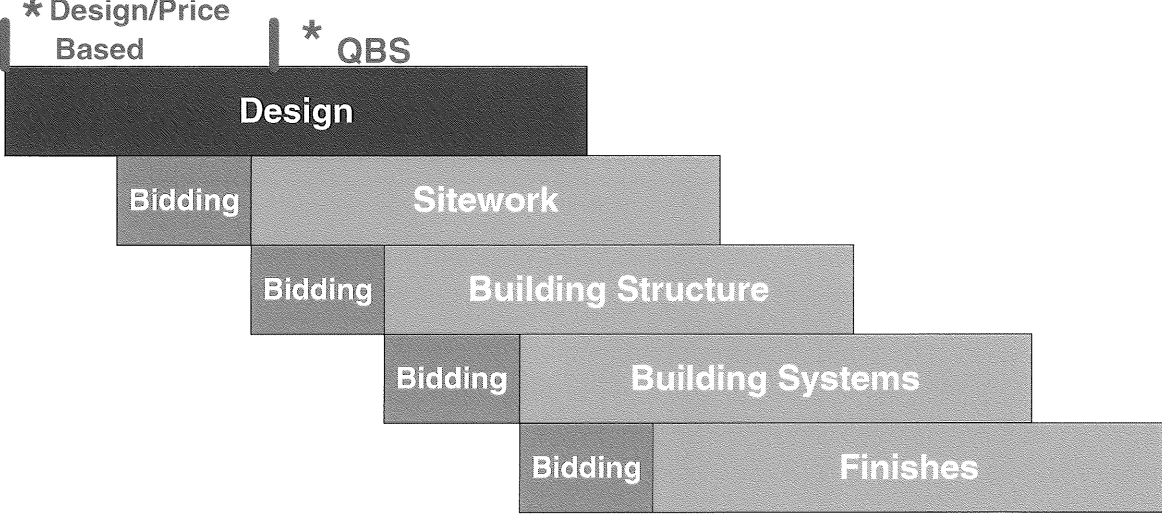 * Design/Price
Based
* QBS
Design
Bidding Sitework
Bidding Building Structure
Bidding Building Systems
Bidding Finishes